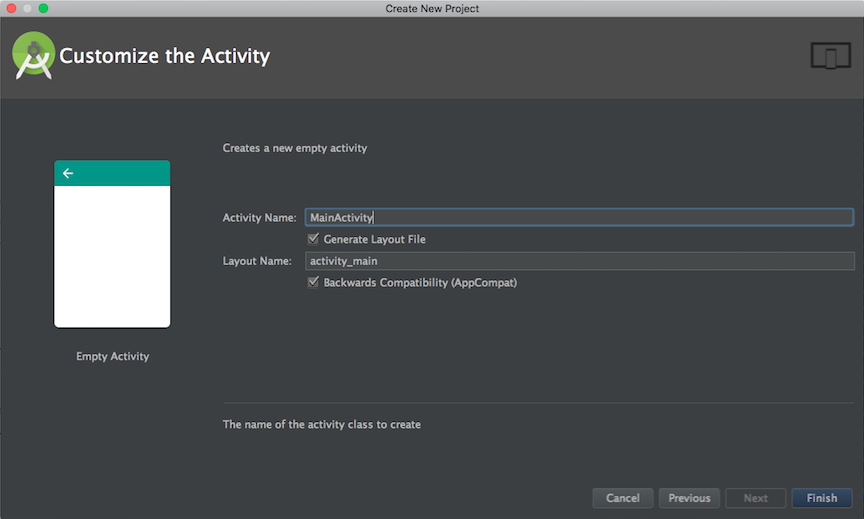 Create New Project
Customize the Activity
Creates a new empty activity
Activity Name: MainActivity
Generate Layout File
Layout Name: activity_main
Backwards Compatibility (AppCompat)
Empty Activity
The name of the activity class to create
Cancel Previous Next Finish